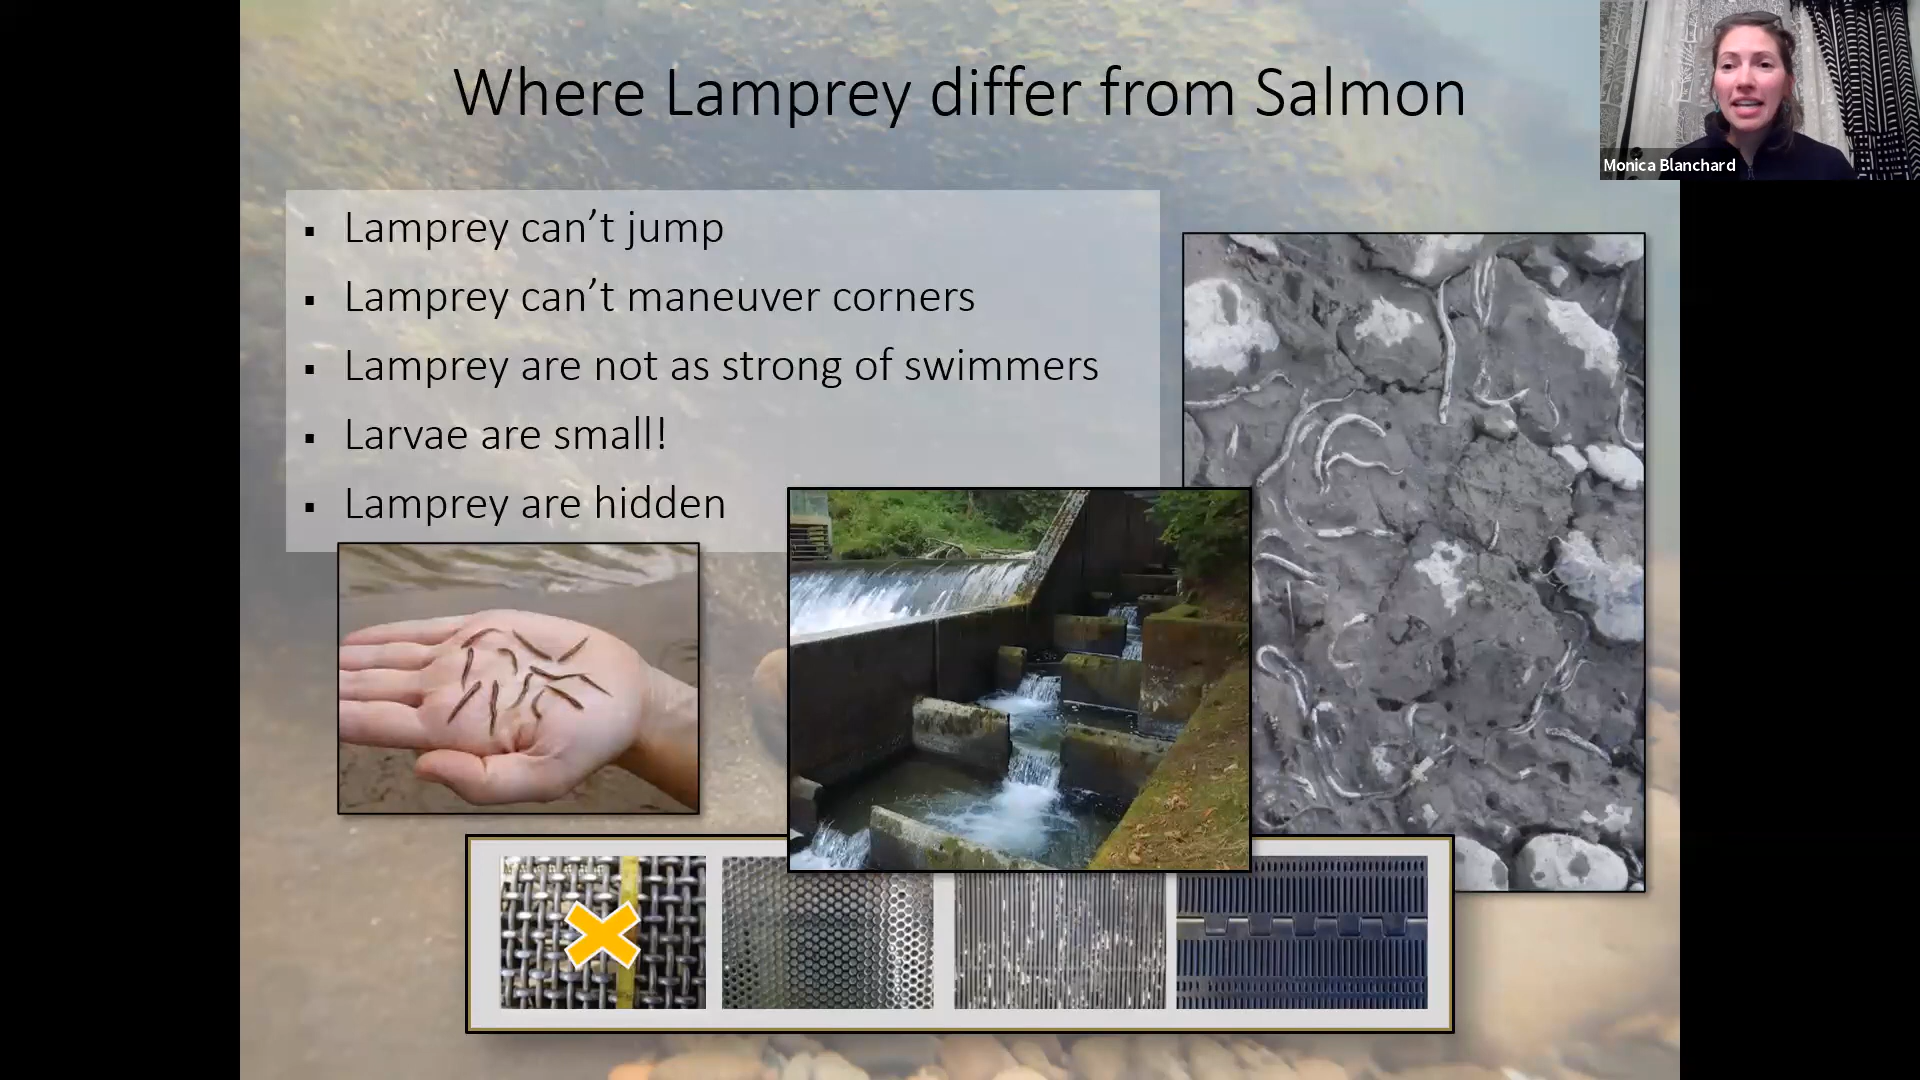 Where Lamprey differ from Salmon
Monica Blanchard
▪ Lamprey can’t jump
▪ Lamprey can’t maneuver corners
▪ Lamprey are not as strong of swimmers
▪ Larvae are small!
▪ Lamprey are hidden